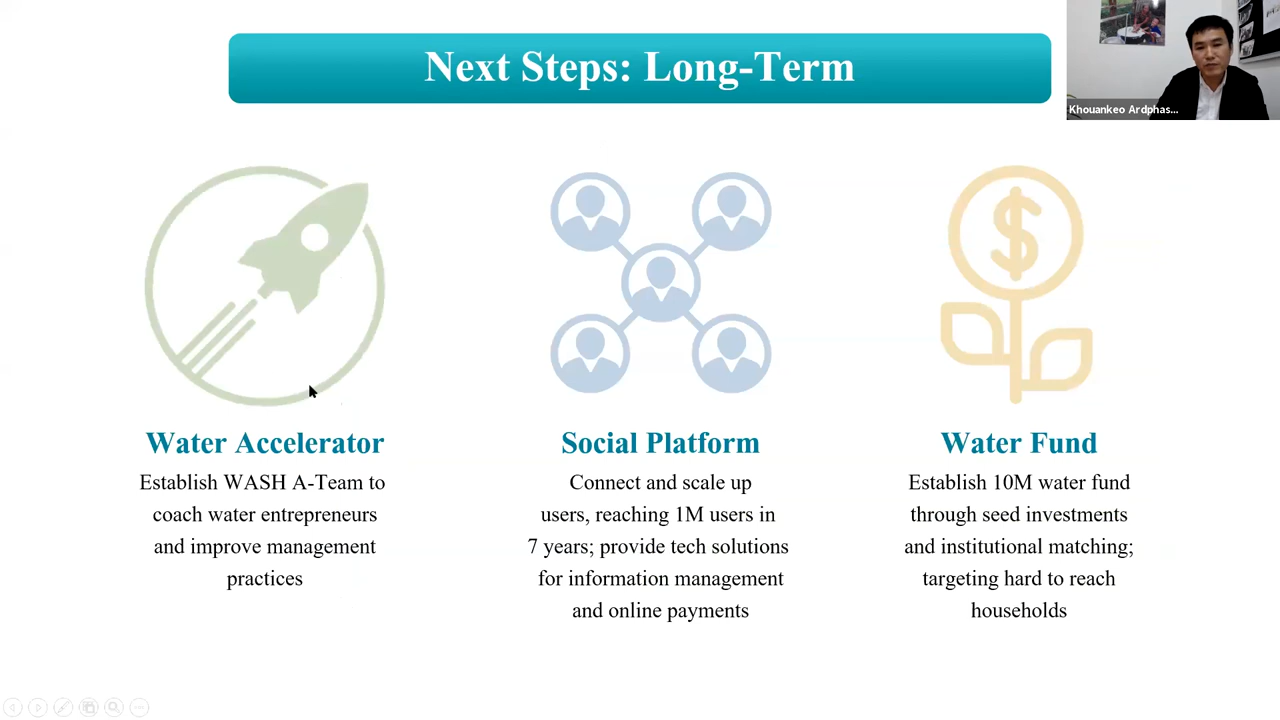 Next Steps: Long-Term
Khouankeo Ardphas...
Water Accelerator
Establish WASH A-Team to
coach water entrepreneurs
and improve management
practices
Social Platform
Connect and scale up
users, reaching 1M users in
7 years; provide tech solutions
for information management
and online payments
Water Fund
Establish 10M water fund
through seed investments
and institutional matching;
targeting hard to reach
households